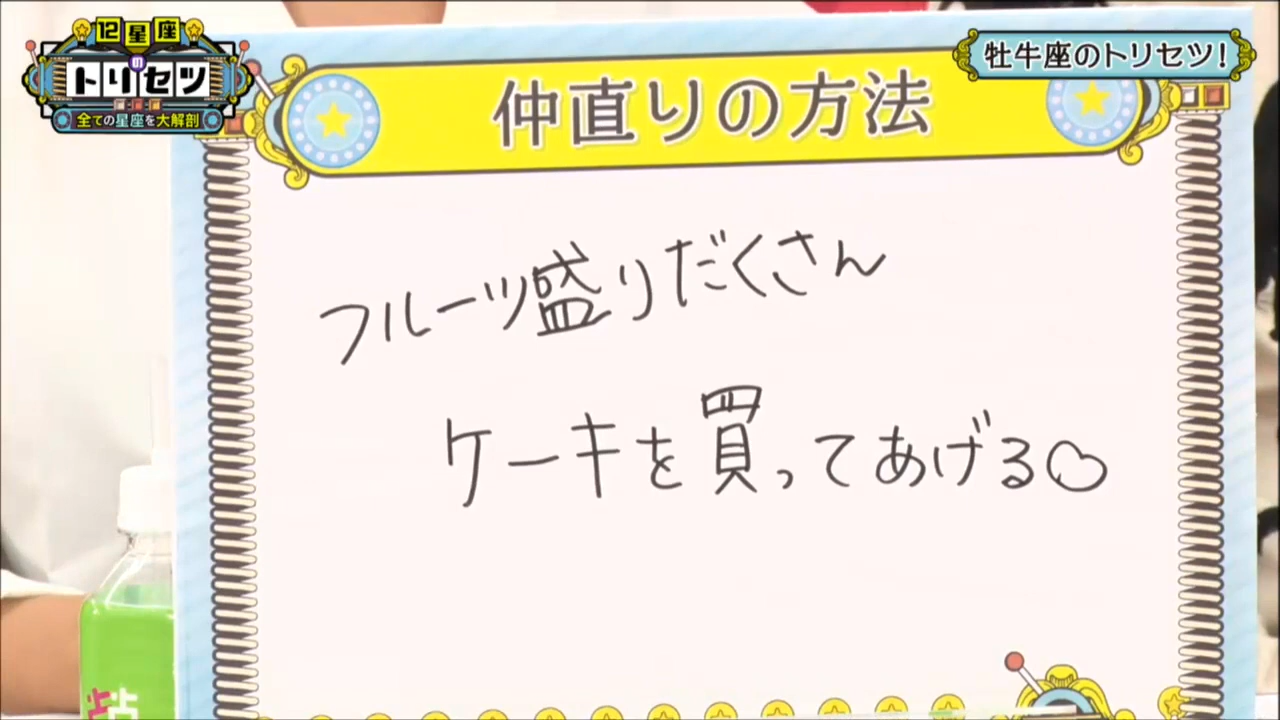 12星座
の
トリセツ
全ての星座を大解剖
牡牛座のトリセツ!
仲直りの方法
フルーツ盛りだくさん
ケーキを買ってあげる♡